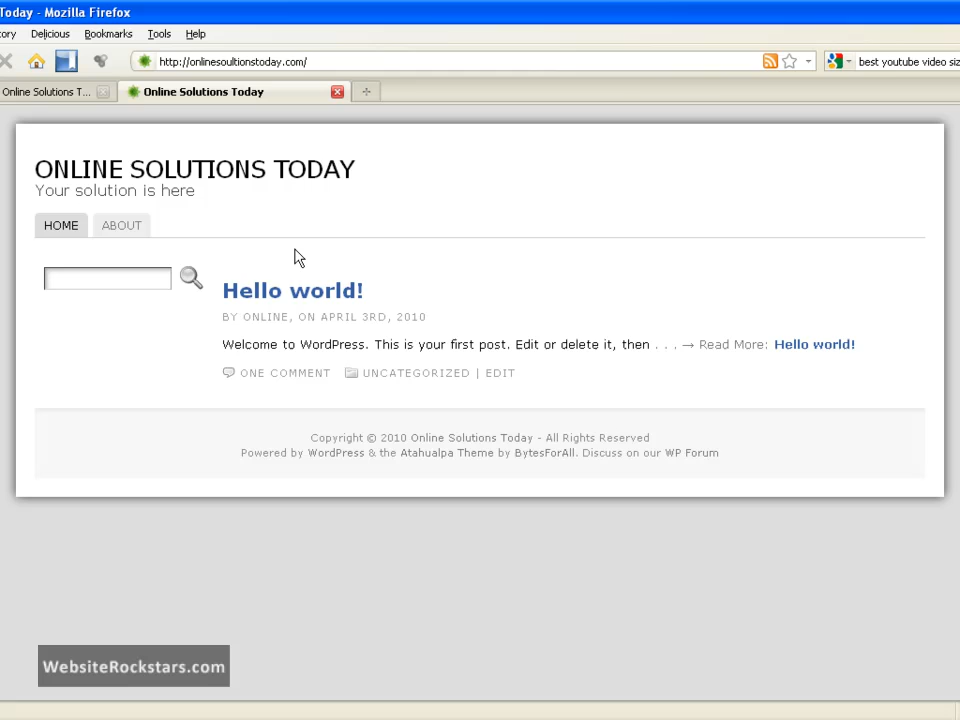 Today - Mozilla Firefox
ory Delicious Bookmarks Tools Help
http://onlinesoultionstoday.com/ best youtube video siz
Online Solutions T... Online Solutions Today
ONLINE SOLUTIONS TODAY
Your solution is here
HOME ABOUT
Hello world!
BY ONLINE, ON APRIL 3RD, 2010
Welcome to WordPress. This is your first post. Edit or delete it, then . . . → Read More: Hello world!
ONE COMMENT UNCATEGORIZED | EDIT
Copyright © 2010 Online Solutions Today - All Rights Reserved
Powered by WordPress & the Atahualpa Theme by BytesForAll. Discuss on our WP Forum
WebsiteRockstars.com